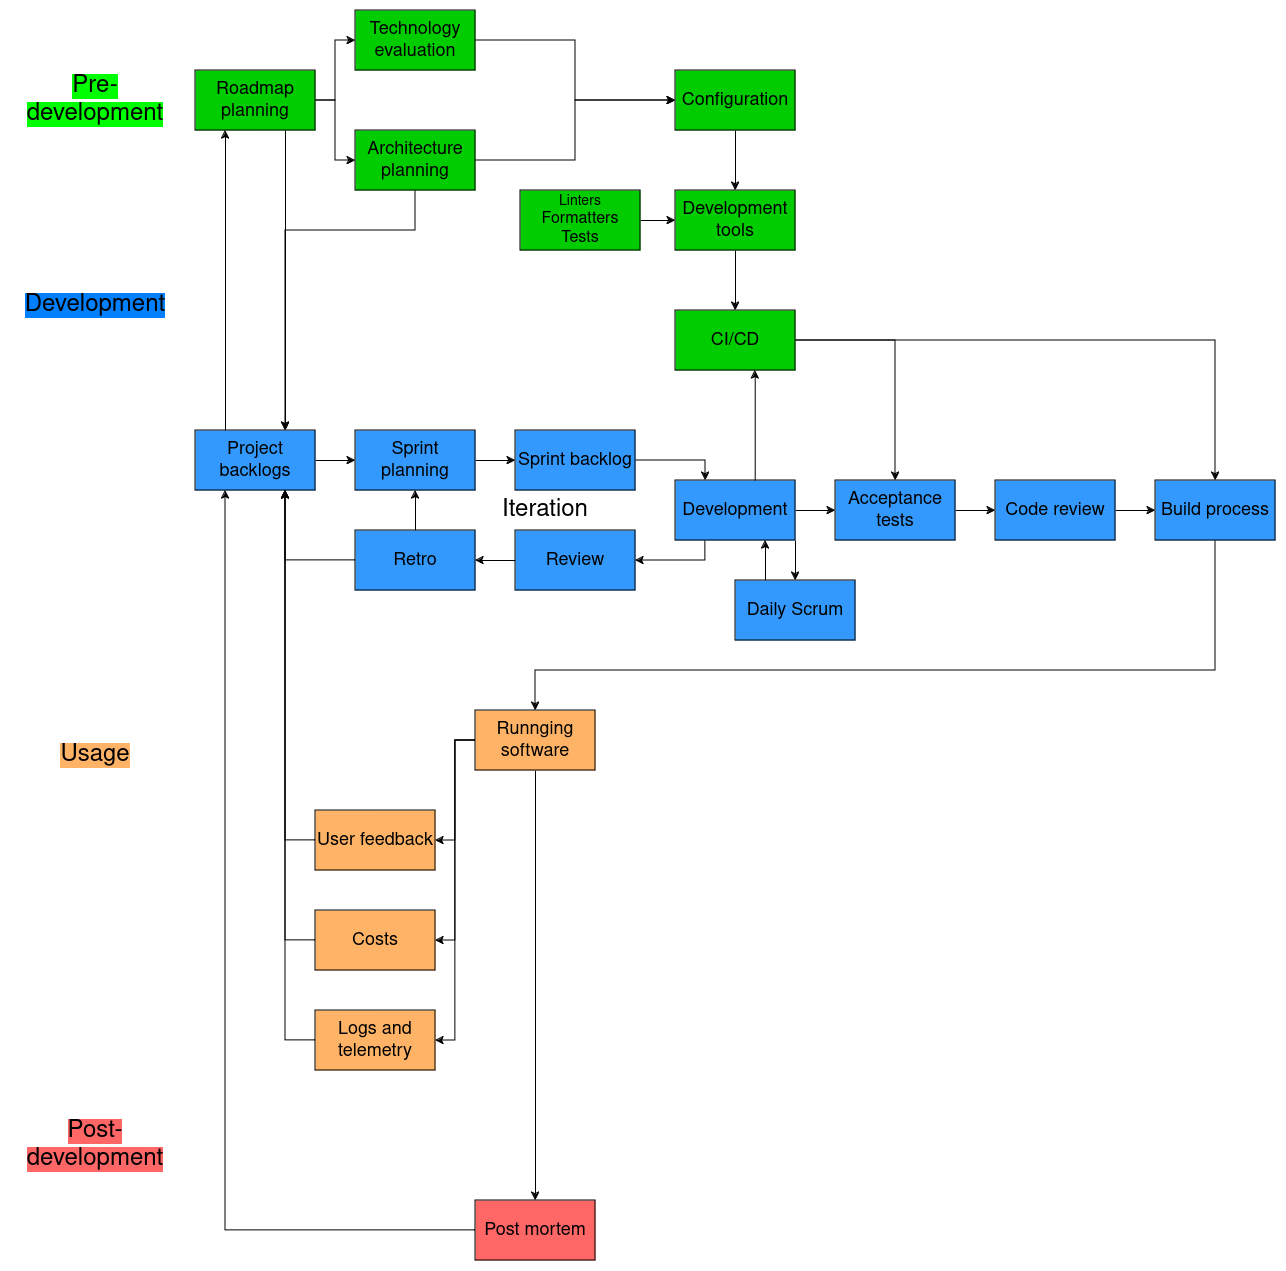 Technology
evaluation
Pre-
development
Roadmap
planning
Configuration
Architecture
planning
Linters
Formatters
Tests
Development
tools
Development
CI/CD
Project
backlogs
Sprint
planning
Sprint backlog
Iteration
Development
Acceptance
tests
Code review
Build process
Retro
Review
Daily Scrum
Runnging
software
Usage
User feedback
Costs
Logs and
telemetry
Post-
development
Post mortem